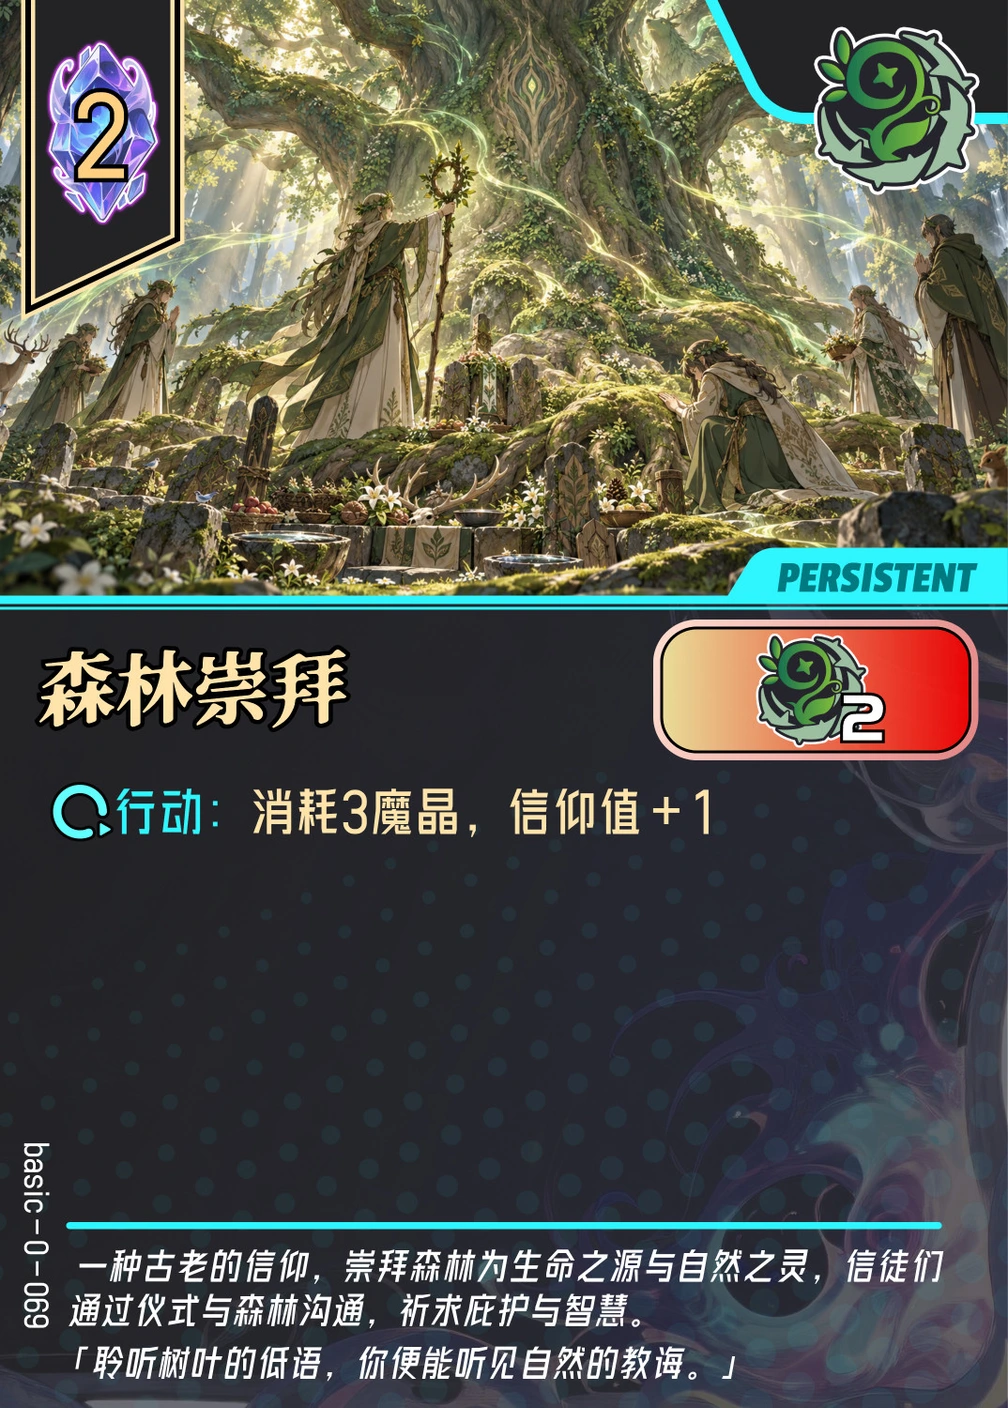 2
PERSISTENT
森林崇拜
2
行动：消耗3魔晶，信仰值+1
basic-0-069
一种古老的信仰，崇拜森林为生命之源与自然之灵，信徒们
通过仪式与森林沟通，祈求庇护与智慧。
「聆听树叶的低语，你便能听见自然的教诲。」